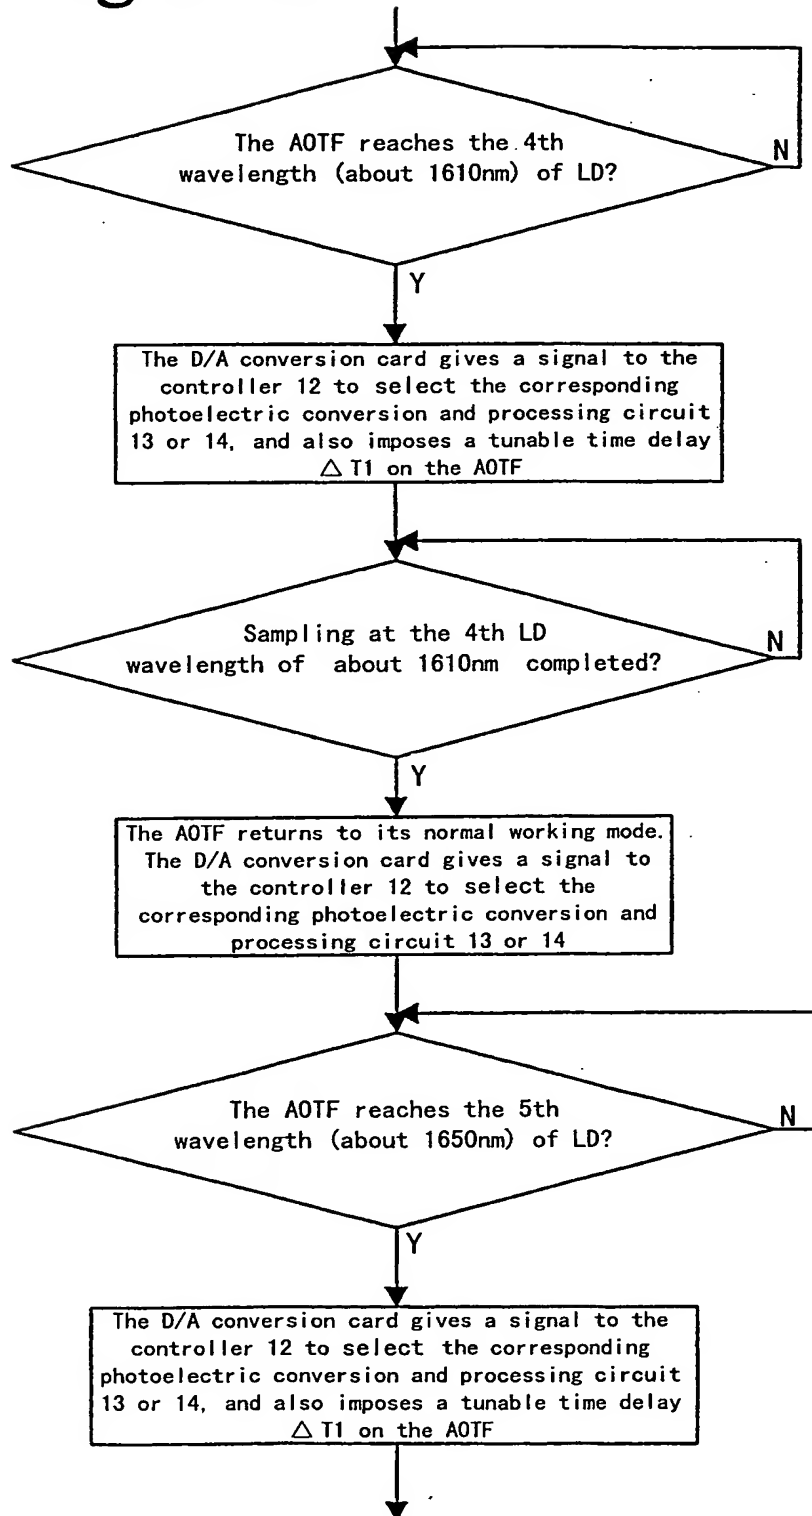 The AOTF reaches the 4th
wavelength (about 1610nm) of LD?
N
Y
The D/A conversion card gives a signal to the
controller 12 to select the corresponding
photoelectric conversion and processing circuit
13 or 14, and also imposes a tunable time delay
△ T1 on the AOTF
Sampling at the 4th LD
wavelength of about 1610nm completed?
N
Y
The AOTF returns to its normal working mode.
The D/A conversion card gives a signal to
the controller 12 to select the
corresponding photoelectric conversion and
processing circuit 13 or 14
The AOTF reaches the 5th
wavelength (about 1650nm) of LD?
N
Y
The D/A conversion card gives a signal to the
controller 12 to select the corresponding
photoelectric conversion and processing circuit
13 or 14, and also imposes a tunable time delay
△ T1 on the AOTF